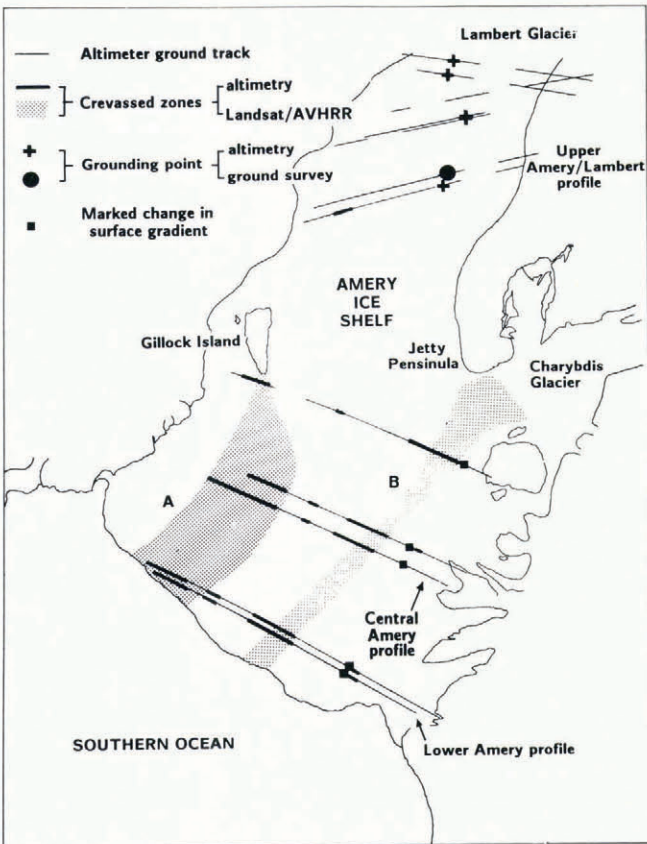 Lambert Glacier
Altimeter ground track
altimetry
Crevassed zones
Landsat/AVHRR
altimetry
Grounding point
ground survey
Marked change in
surface gradient
Upper
Amery/Lambert
profile
AMERY
ICE
SHELF
Gillock Island
Jetty
Pensinula
Charybdis
Glacier
A
B
Central
Amery
profile
SOUTHERN OCEAN
Lower Amery profile